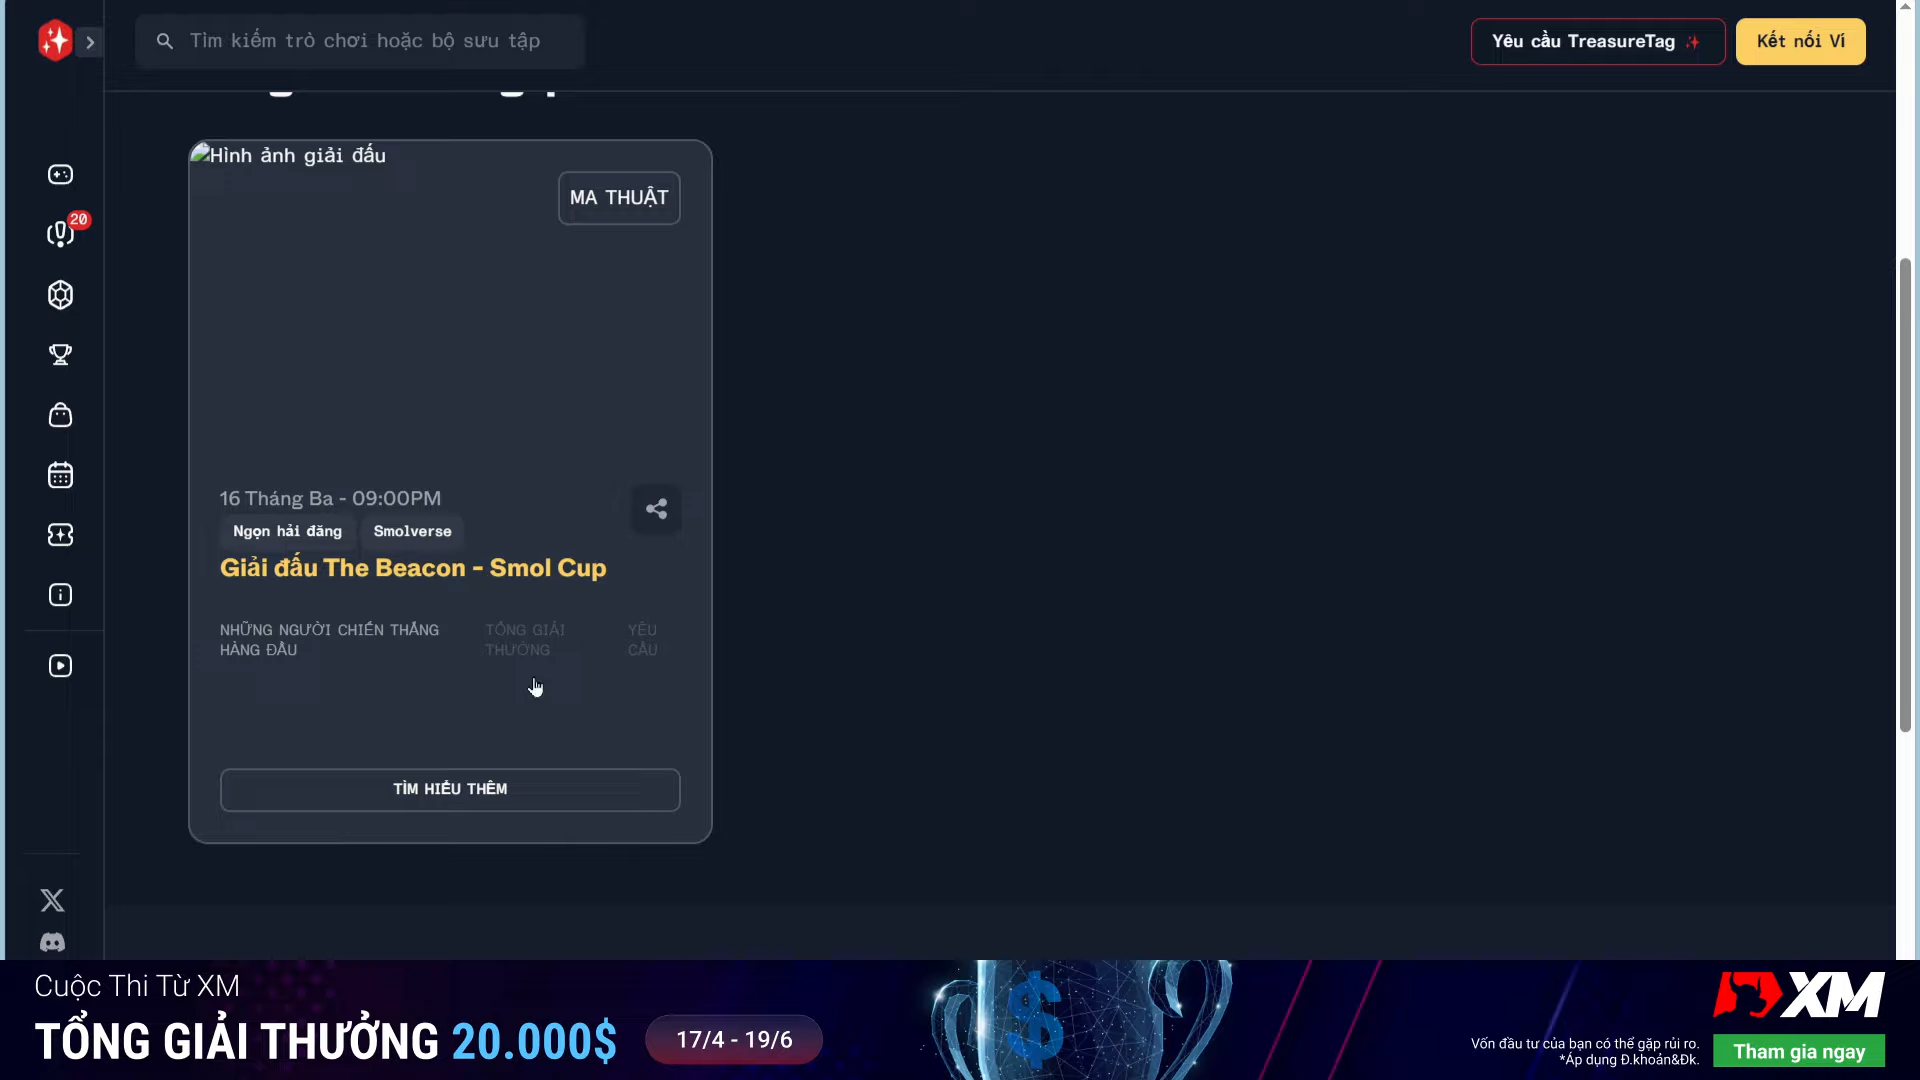 Tìm kiếm trò chơi hoặc bộ sưu tập
Yêu cầu TreasureTag
Kết nối Ví
20
Hình ảnh giải đấu
MA THUẬT
16 Tháng Ba - 09:00PM
Ngọn hải đăng
Smolverse
Giải đấu The Beacon - Smol Cup
NHỮNG NGƯỜI CHIẾN THẮNG
HÀNG ĐẦU
TỔNG GIẢI
THƯỞNG
YÊU
CẦU
TÌM HIỂU THÊM
Cuộc Thi Từ XM
TỔNG GIẢI THƯỞNG 20.000$
17/4 - 19/6
XM
Vốn đầu tư của bạn có thể gặp rủi ro.
*Áp dụng Đ.khoản&Đk.
Tham gia ngay